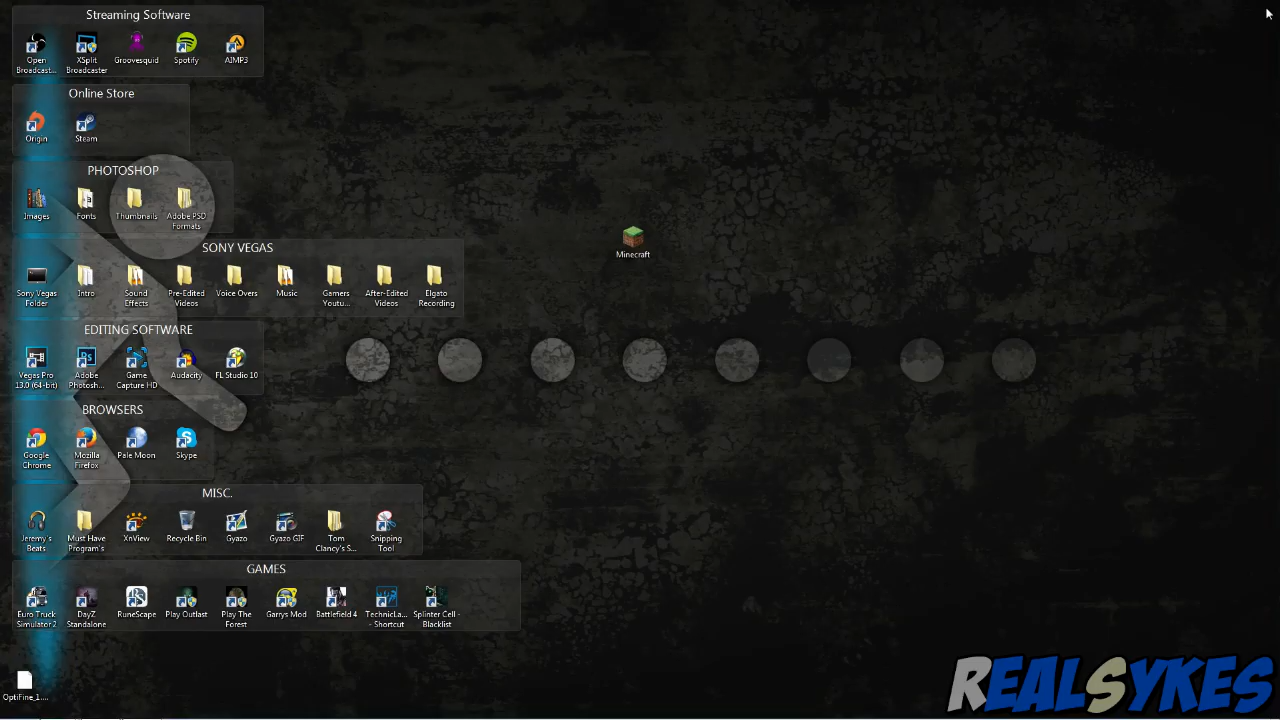 Streaming Software
Open Broadcast...
XSplit Broadcaster
Groovesquid
Spotify
AIMP3
Online Store
Origin
Steam
PHOTOSHOP
Images
Fonts
Thumbnails
Adobe PSD Formats
SONY VEGAS
Sony Vegas Folder
Intro
Sound Effects
Pre-Edited Videos
Voice Overs
Music
Gamers Youtu...
After-Edited Videos
Elgato Recording
Minecraft
EDITING SOFTWARE
Vegas Pro 13.0 (64-bit)
Adobe Photosh...
Game Capture HD
Audacity
FL Studio 10
BROWSERS
Google Chrome
Mozilla Firefox
Pale Moon
Skype
MISC.
Jeremy's Beats
Must Have Program's
XnView
Recycle Bin
Gyazo
Gyazo GIF
Tom Clancy's S...
Snipping Tool
GAMES
Euro Truck Simulator 2
DayZ Standalone
RuneScape
Play Outlast
Play The Forest
Garrys Mod
Battlefield 4
Technic La... - Shortcut
Splinter Cell - Blacklist
OptiFine_1....
REALSYKES